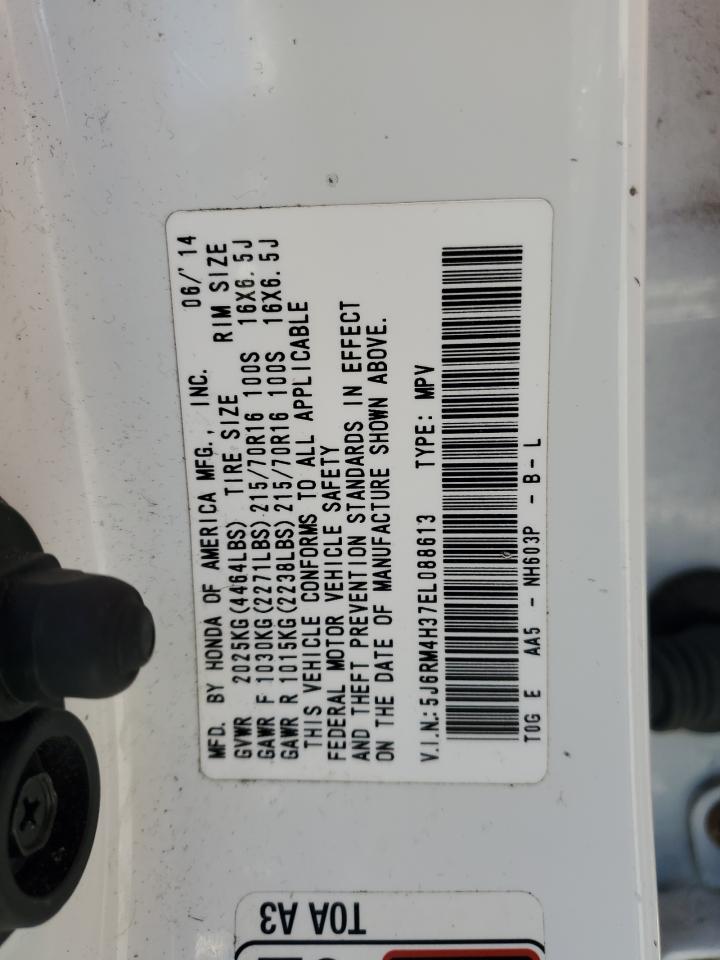 MFD. BY HONDA OF AMERICA MFG., INC. 06/'14
GVWR 2025KG(4464LBS) TIRE SIZE RIM SIZE
GAWR F 1030KG(2271LBS) 215/70R16 100S 16X6.5J
GAWR R 1015KG(2238LBS) 215/70R16 100S 16X6.5J
THIS VEHICLE CONFORMS TO ALL APPLICABLE
FEDERAL MOTOR VEHICLE SAFETY
AND THEFT PREVENTION STANDARDS IN EFFECT
ON THE DATE OF MANUFACTURE SHOWN ABOVE.
V.I.N.: 5J6RM4H37EL088613 TYPE: MPV
T0G E AA5 - NH603P - B - L
T0A A3